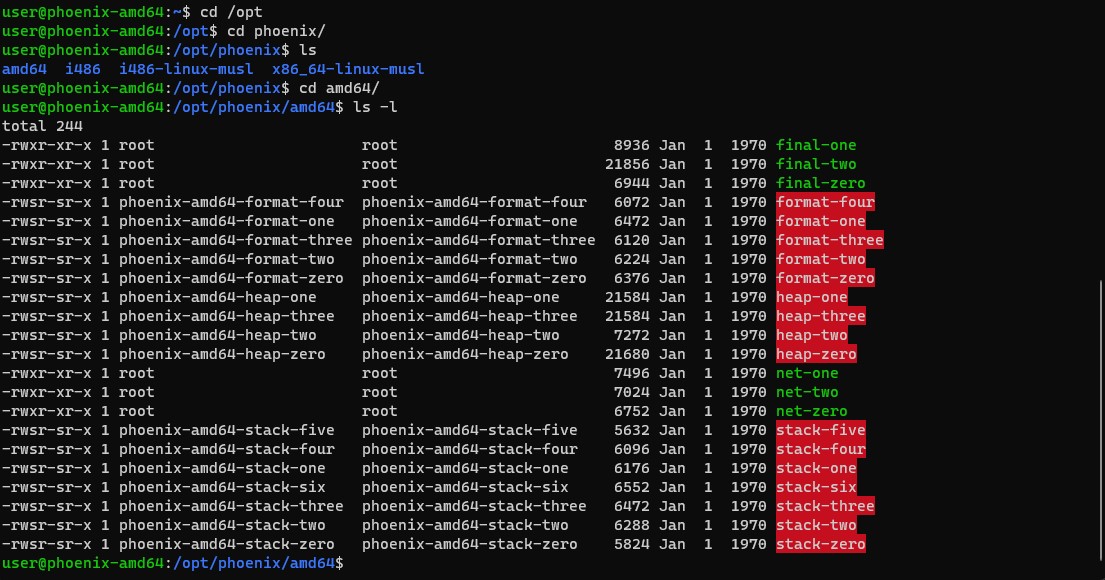 user@phoenix-amd64:~$ cd /opt
user@phoenix-amd64:/opt$ cd phoenix/
user@phoenix-amd64:/opt/phoenix$ ls
amd64  i486  i486-linux-musl  x86_64-linux-musl
user@phoenix-amd64:/opt/phoenix$ cd amd64/
user@phoenix-amd64:/opt/phoenix/amd64$ ls -l
total 244
-rwxr-xr-x 1 root                       root                        8936 Jan  1  1970 final-one
-rwxr-xr-x 1 root                       root                       21856 Jan  1  1970 final-two
-rwxr-xr-x 1 root                       root                        6944 Jan  1  1970 final-zero
-rwsr-sr-x 1 phoenix-amd64-format-four  phoenix-amd64-format-four   6072 Jan  1  1970 format-four
-rwsr-sr-x 1 phoenix-amd64-format-one   phoenix-amd64-format-one    6472 Jan  1  1970 format-one
-rwsr-sr-x 1 phoenix-amd64-format-three phoenix-amd64-format-three  6120 Jan  1  1970 format-three
-rwsr-sr-x 1 phoenix-amd64-format-two   phoenix-amd64-format-two    6224 Jan  1  1970 format-two
-rwsr-sr-x 1 phoenix-amd64-format-zero  phoenix-amd64-format-zero   6376 Jan  1  1970 format-zero
-rwsr-sr-x 1 phoenix-amd64-heap-one     phoenix-amd64-heap-one     21584 Jan  1  1970 heap-one
-rwsr-sr-x 1 phoenix-amd64-heap-three   phoenix-amd64-heap-three   21584 Jan  1  1970 heap-three
-rwsr-sr-x 1 phoenix-amd64-heap-two     phoenix-amd64-heap-two      7272 Jan  1  1970 heap-two
-rwsr-sr-x 1 phoenix-amd64-heap-zero    phoenix-amd64-heap-zero    21680 Jan  1  1970 heap-zero
-rwxr-xr-x 1 root                       root                        7496 Jan  1  1970 net-one
-rwxr-xr-x 1 root                       root                        7024 Jan  1  1970 net-two
-rwxr-xr-x 1 root                       root                        6752 Jan  1  1970 net-zero
-rwsr-sr-x 1 phoenix-amd64-stack-five   phoenix-amd64-stack-five    5632 Jan  1  1970 stack-five
-rwsr-sr-x 1 phoenix-amd64-stack-four   phoenix-amd64-stack-four    6096 Jan  1  1970 stack-four
-rwsr-sr-x 1 phoenix-amd64-stack-one    phoenix-amd64-stack-one     6176 Jan  1  1970 stack-one
-rwsr-sr-x 1 phoenix-amd64-stack-six    phoenix-amd64-stack-six     6552 Jan  1  1970 stack-six
-rwsr-sr-x 1 phoenix-amd64-stack-three  phoenix-amd64-stack-three   6472 Jan  1  1970 stack-three
-rwsr-sr-x 1 phoenix-amd64-stack-two    phoenix-amd64-stack-two     6288 Jan  1  1970 stack-two
-rwsr-sr-x 1 phoenix-amd64-stack-zero   phoenix-amd64-stack-zero    5824 Jan  1  1970 stack-zero
user@phoenix-amd64:/opt/phoenix/amd64$